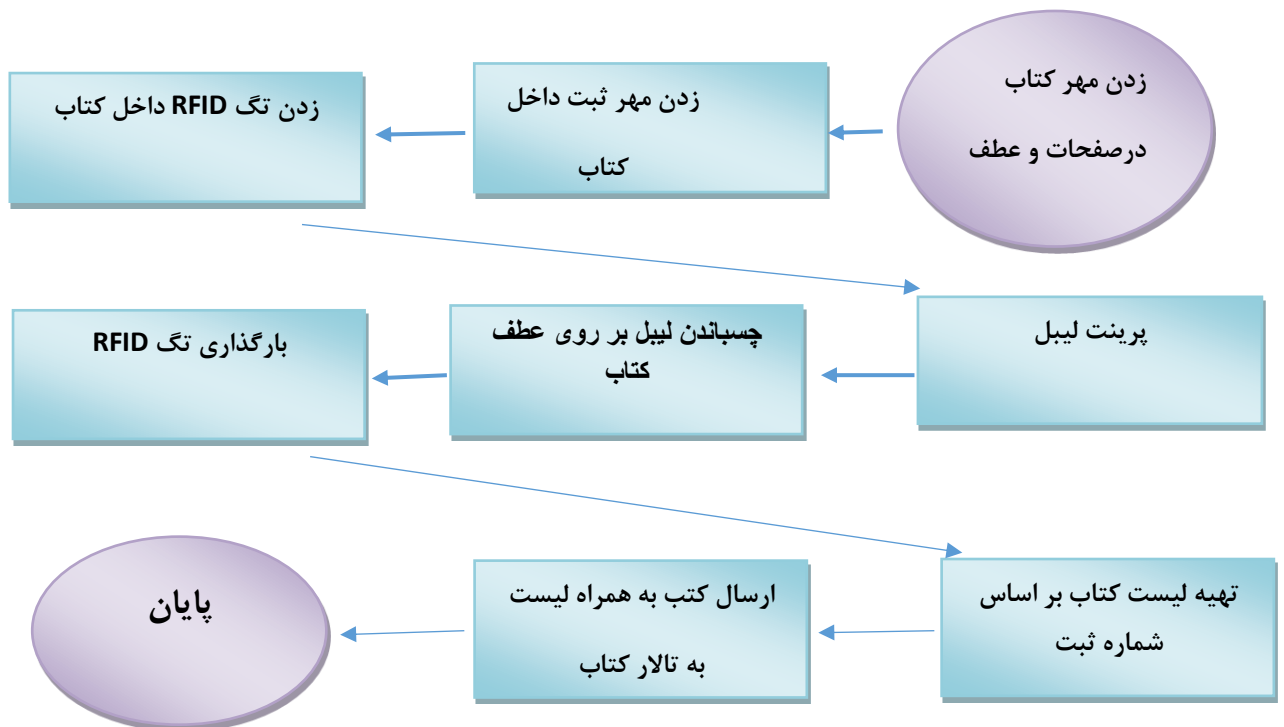 زدن مهر کتاب
درصفحات و عطف
زدن مهر ثبت داخل
کتاب
زدن تگ RFID داخل کتاب
پرینت لیبل
چسباندن لیبل بر روی عطف
کتاب
بارگذاری تگ RFID
تهیه لیست کتاب بر اساس
شماره ثبت
ارسال کتب به همراه لیست
به تالار کتاب
پایان